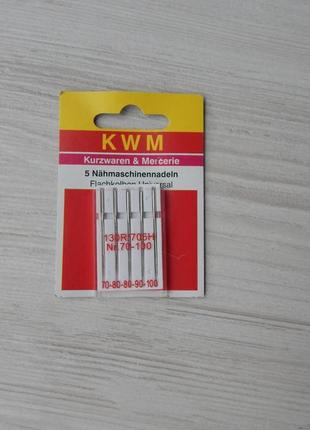 KWM
Kurzwaren & Mercerie
5 Nähmaschinennadeln
Flachkolben Universal
130R/705H
Nr. 70-100
70-80-80-90-100